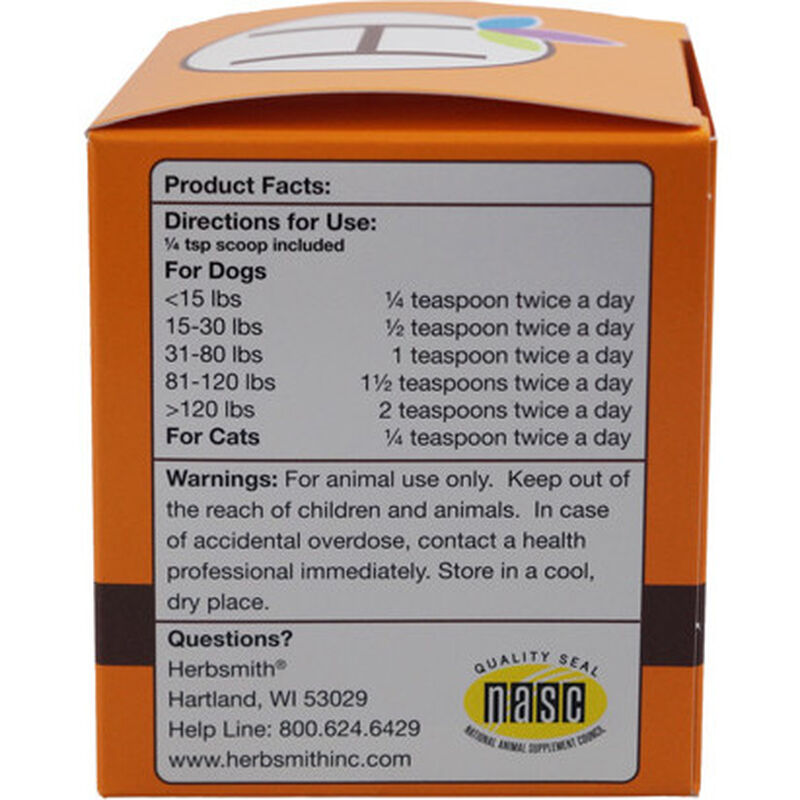 Product Facts:
Directions for Use:
¼ tsp scoop included
For Dogs
<15 lbs ¼ teaspoon twice a day
15-30 lbs ½ teaspoon twice a day
31-80 lbs 1 teaspoon twice a day
81-120 lbs 1½ teaspoons twice a day
>120 lbs 2 teaspoons twice a day
For Cats ¼ teaspoon twice a day
Warnings: For animal use only. Keep out of
the reach of children and animals. In case
of accidental overdose, contact a health
professional immediately. Store in a cool,
dry place.
Questions?
Herbsmith®
Hartland, WI 53029
Help Line: 800.624.6429
www.herbsmithinc.com
QUALITY SEAL
nasc
NATIONAL ANIMAL SUPPLEMENT COUNCIL